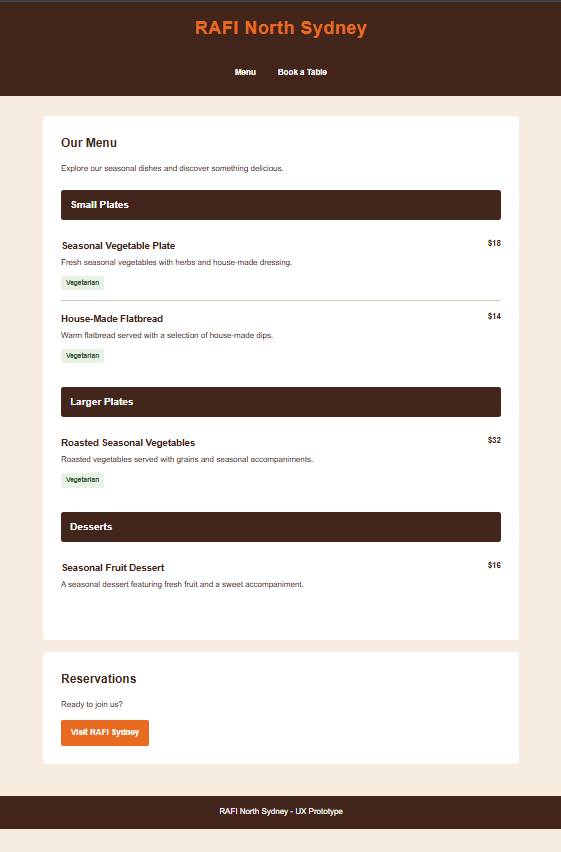 RAFI North Sydney
Menu Book a Table
Our Menu
Explore our seasonal dishes and discover something delicious.
Small Plates
Seasonal Vegetable Plate $18
Fresh seasonal vegetables with herbs and house-made dressing.
Vegetarian
House-Made Flatbread $14
Warm flatbread served with a selection of house-made dips.
Vegetarian
Larger Plates
Roasted Seasonal Vegetables $32
Roasted vegetables served with grains and seasonal accompaniments.
Vegetarian
Desserts
Seasonal Fruit Dessert $16
A seasonal dessert featuring fresh fruit and a sweet accompaniment.
Reservations
Ready to join us?
Visit RAFI Sydney
RAFI North Sydney - UX Prototype